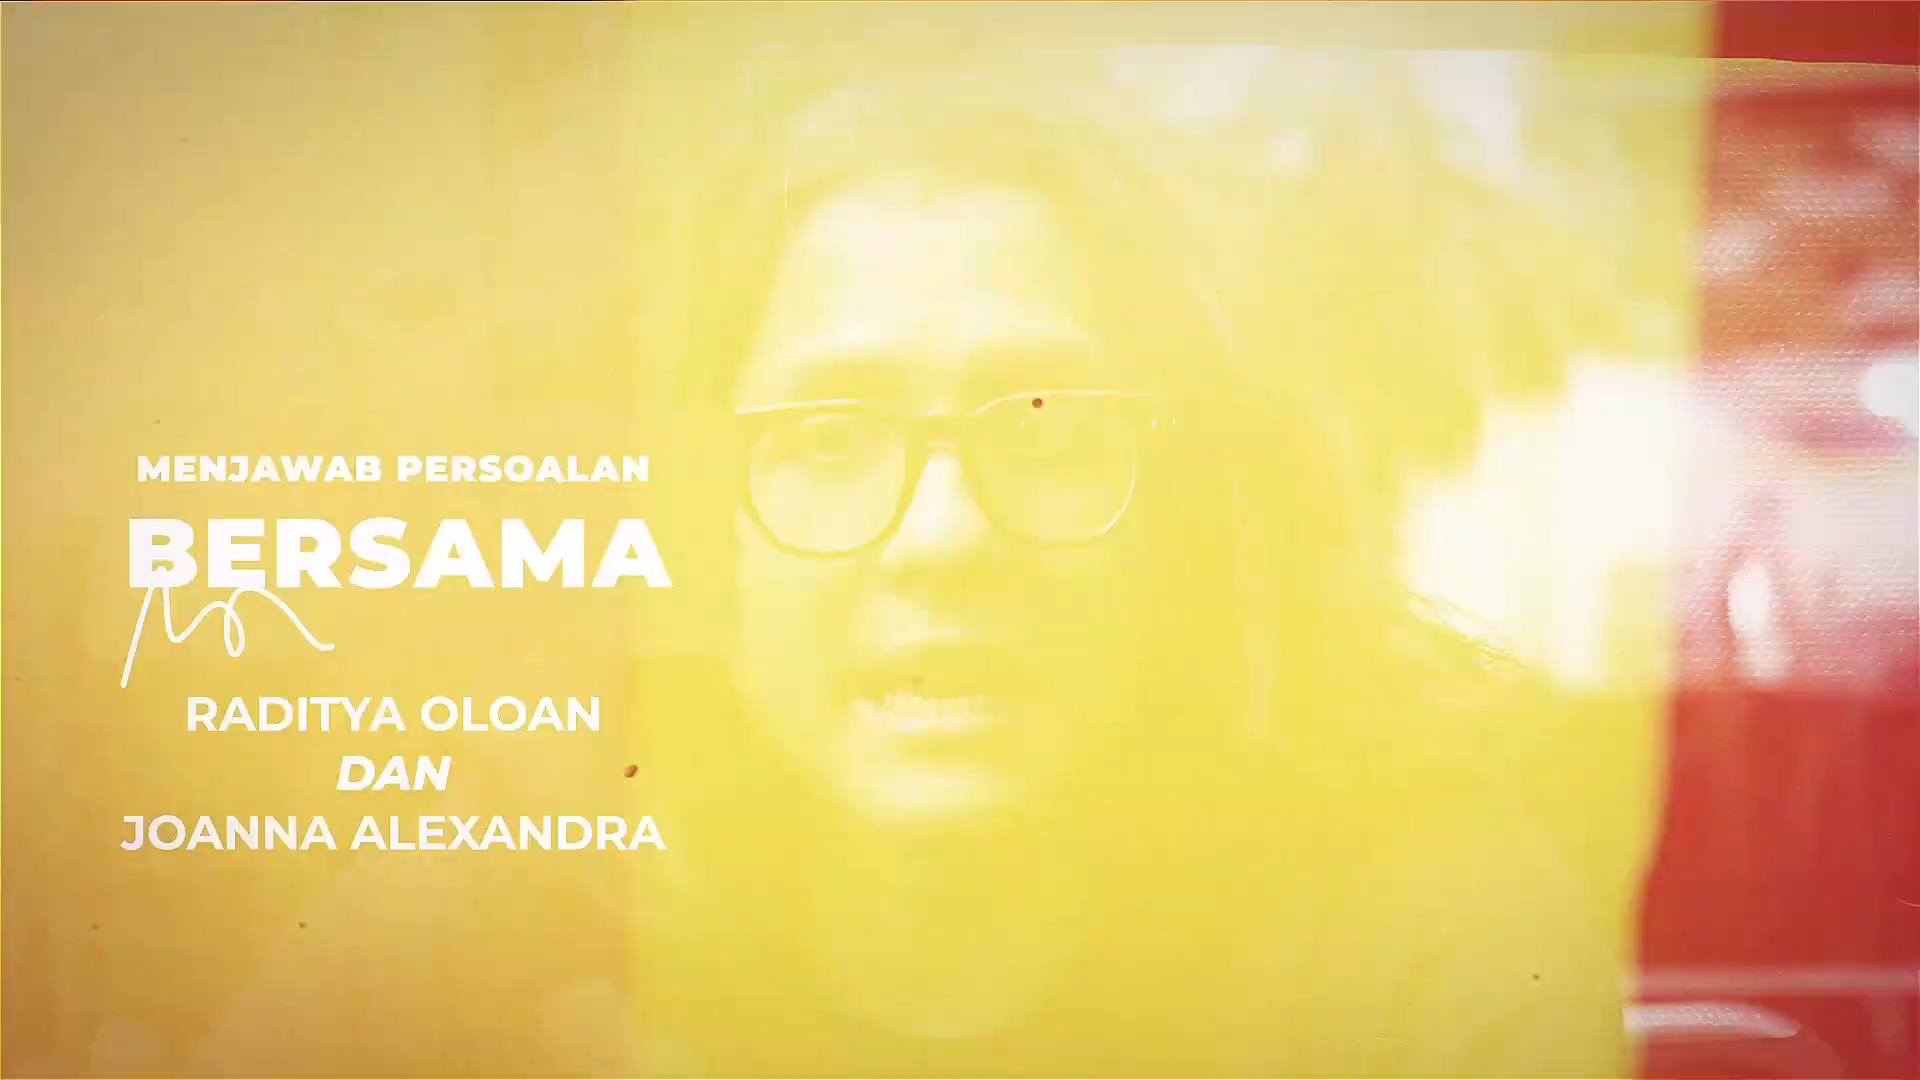 MENJAWAB PERSOALAN
BERSAMA
RADITYA OLOAN
DAN
JOANNA ALEXANDRA